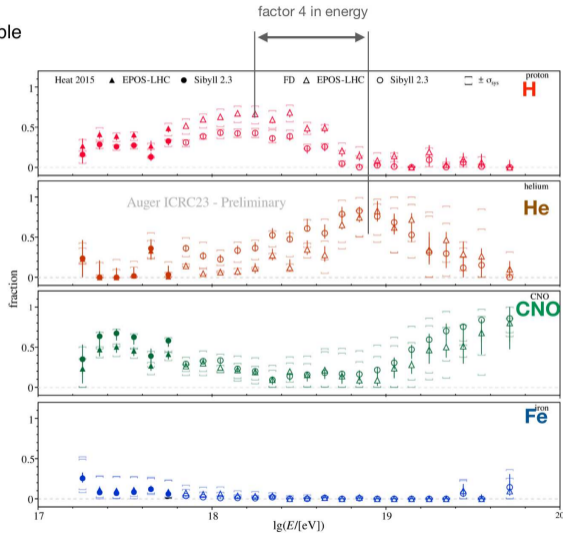 factor 4 in energy
ble
Heat 2015 ▲ EPOS-LHC ● Sibyll 2.3 FD △ EPOS-LHC ○ Sibyll 2.3 ± σsys
proton
H
1
0.5
0
helium
He
Auger ICRC23 - Preliminary
1
0.5
0
fraction
CNO
CNO
1
0.5
0
iron
Fe
1
0.5
0
17 18 19 20
lg(E/[eV])